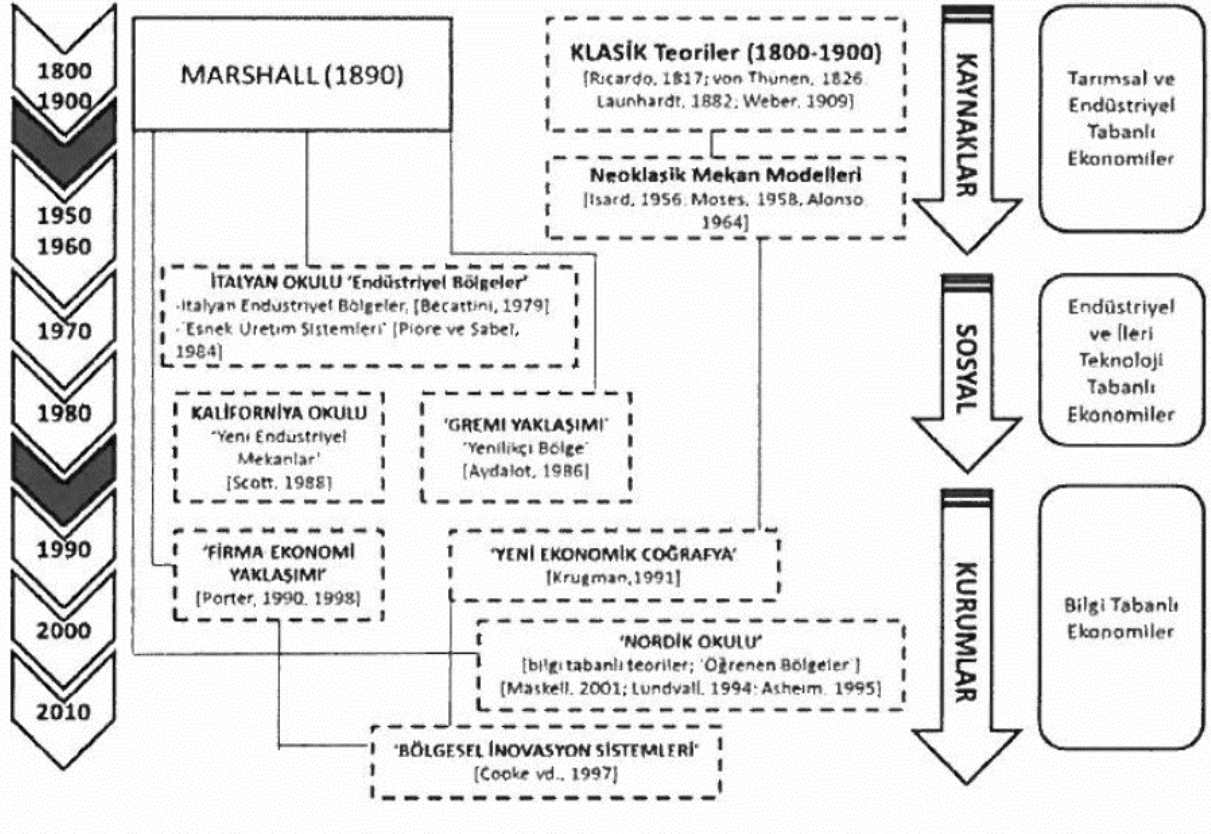 1800
1900
1950
1960
1970
1980
1990
2000
2010
MARSHALL (1890)
KLASİK Teoriler (1800-1900)
[Ricardo, 1817; von Thunen, 1826,
Launhardt, 1882; Weber, 1909]
Neoklasik Mekan Modelleri
[Isard, 1956; Moses, 1958, Alonso
1964]
İTALYAN OKULU 'Endüstriyel Bölgeler'
-İtalyan Endüstriyel Bölgeler, [Becattini, 1979]
-'Esnek Üretim Sistemleri' [Piore ve Sabel,
1984]
KALİFORNİYA OKULU
'Yeni Endüstriyel
Mekanlar'
[Scott, 1988]
'GREMI YAKLAŞIMI'
'Yenilikçi Bölge'
[Aydalot, 1986]
'FİRMA EKONOMİ
YAKLAŞIMI'
[Porter, 1990, 1998]
'YENİ EKONOMİK COĞRAFYA'
[Krugman,1991]
'NORDİK OKULU'
[bilgi tabanlı teoriler; 'Öğrenen Bölgeler']
[Maskell, 2001; Lundvall, 1994; Asheim, 1995]
'BÖLGESEL İNOVASYON SİSTEMLERİ'
[Cooke vd., 1997]
KAYNAKLAR
SOSYAL
KURUMLAR
Tarımsal ve
Endüstriyel
Tabanlı
Ekonomiler
Endüstriyel
ve İleri
Teknoloji
Tabanlı
Ekonomiler
Bilgi Tabanlı
Ekonomiler